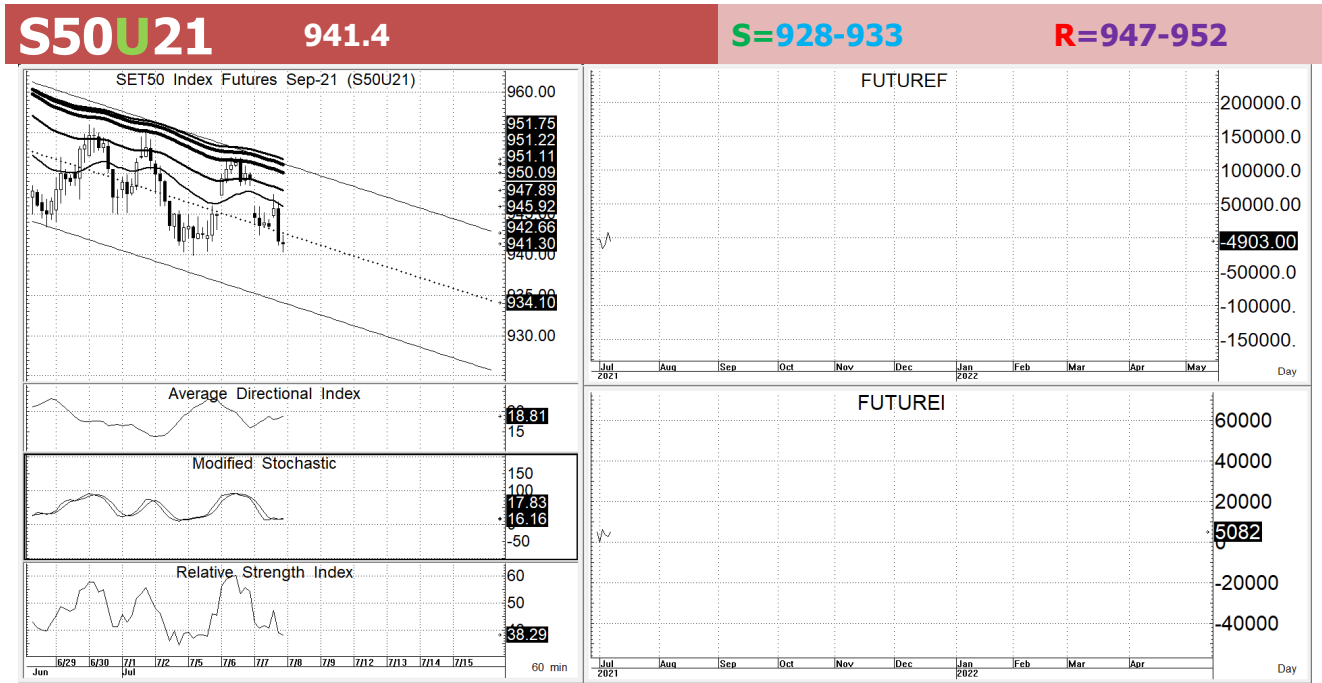 S50U21 941.4 S=928-933 R=947-952
SET50 Index Futures Sep-21 (S50U21)
960.00
951.75
951.22
951.11
950.09
947.89
945.92
942.66
941.30
940.00
934.10
930.00
Average Directional Index
18.81
15
Modified Stochastic
150
100
17.83
16.16
-50
Relative Strength Index
60
50
38.29
6/29 6/30 7/1 7/2 7/5 7/6 7/7 7/8 7/9 7/12 7/13 7/14 7/15
Jun Jul
60 min
FUTUREF
200000.0
150000.0
100000.0
50000.00
-4903.00
-50000.0
-100000.
-150000.
Jul Aug Sep Oct Nov Dec Jan Feb Mar Apr May
2021 2022
Day
FUTUREI
60000
40000
20000
5082
0
-20000
-40000
Jul Aug Sep Oct Nov Dec Jan Feb Mar Apr
2021 2022
Day